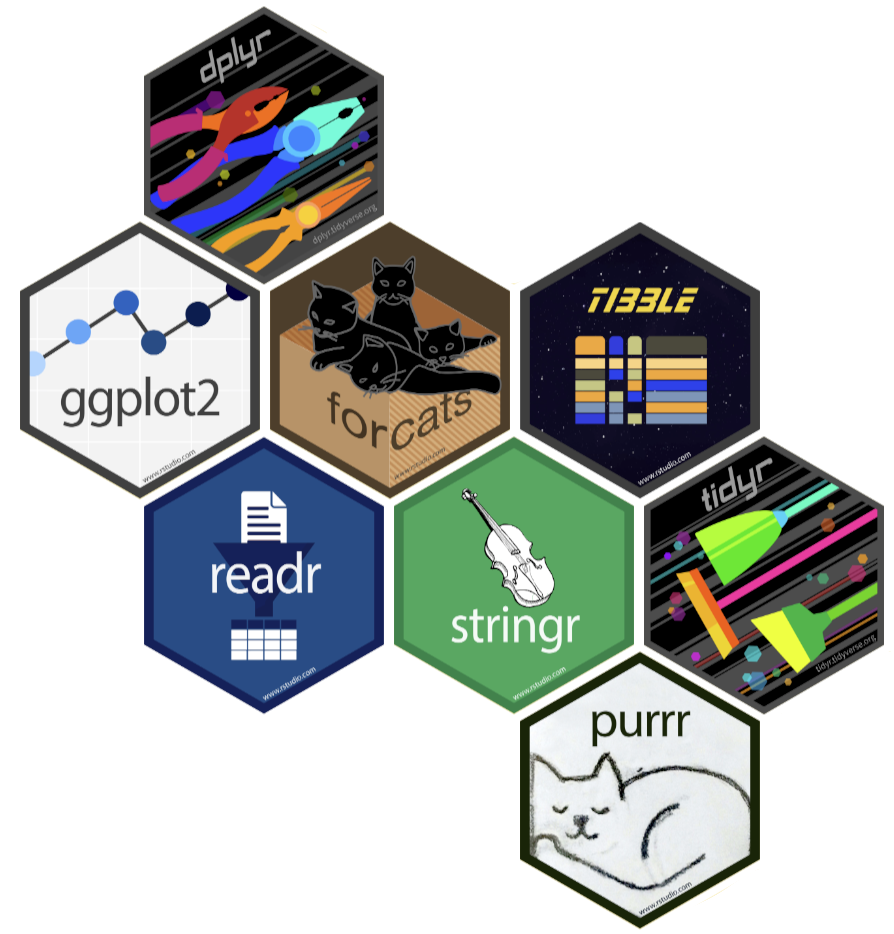 dplyr
dplyr.tidyverse.org
ggplot2
www.rstudio.com
forcats
www.rstudio.com
TIBBLE
www.rstudio.com
readr
www.rstudio.com
stringr
www.rstudio.com
tidyr
tidyr.tidyverse.org
purrr
www.rstudio.com